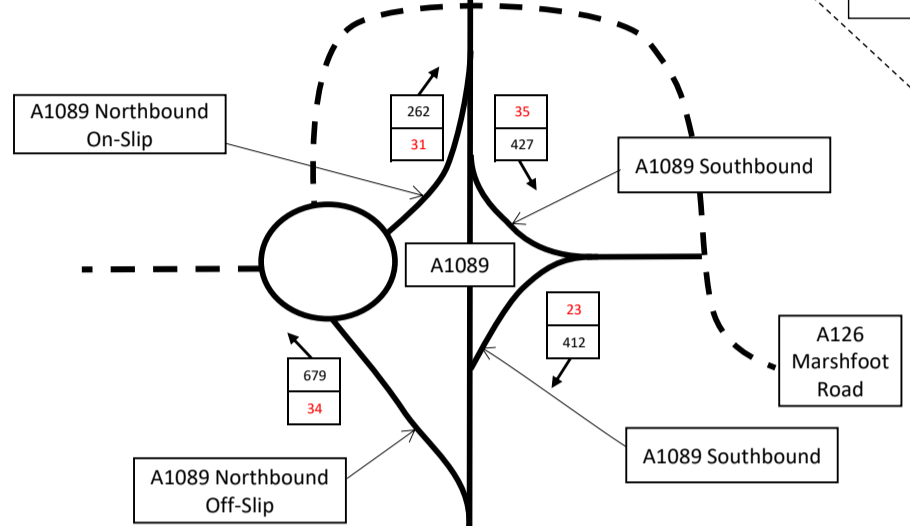 262
31
35
427
A1089 Northbound
On-Slip
A1089 Southbound
A1089
23
412
A126
Marshfoot
Road
679
34
A1089 Southbound
A1089 Northbound
Off-Slip